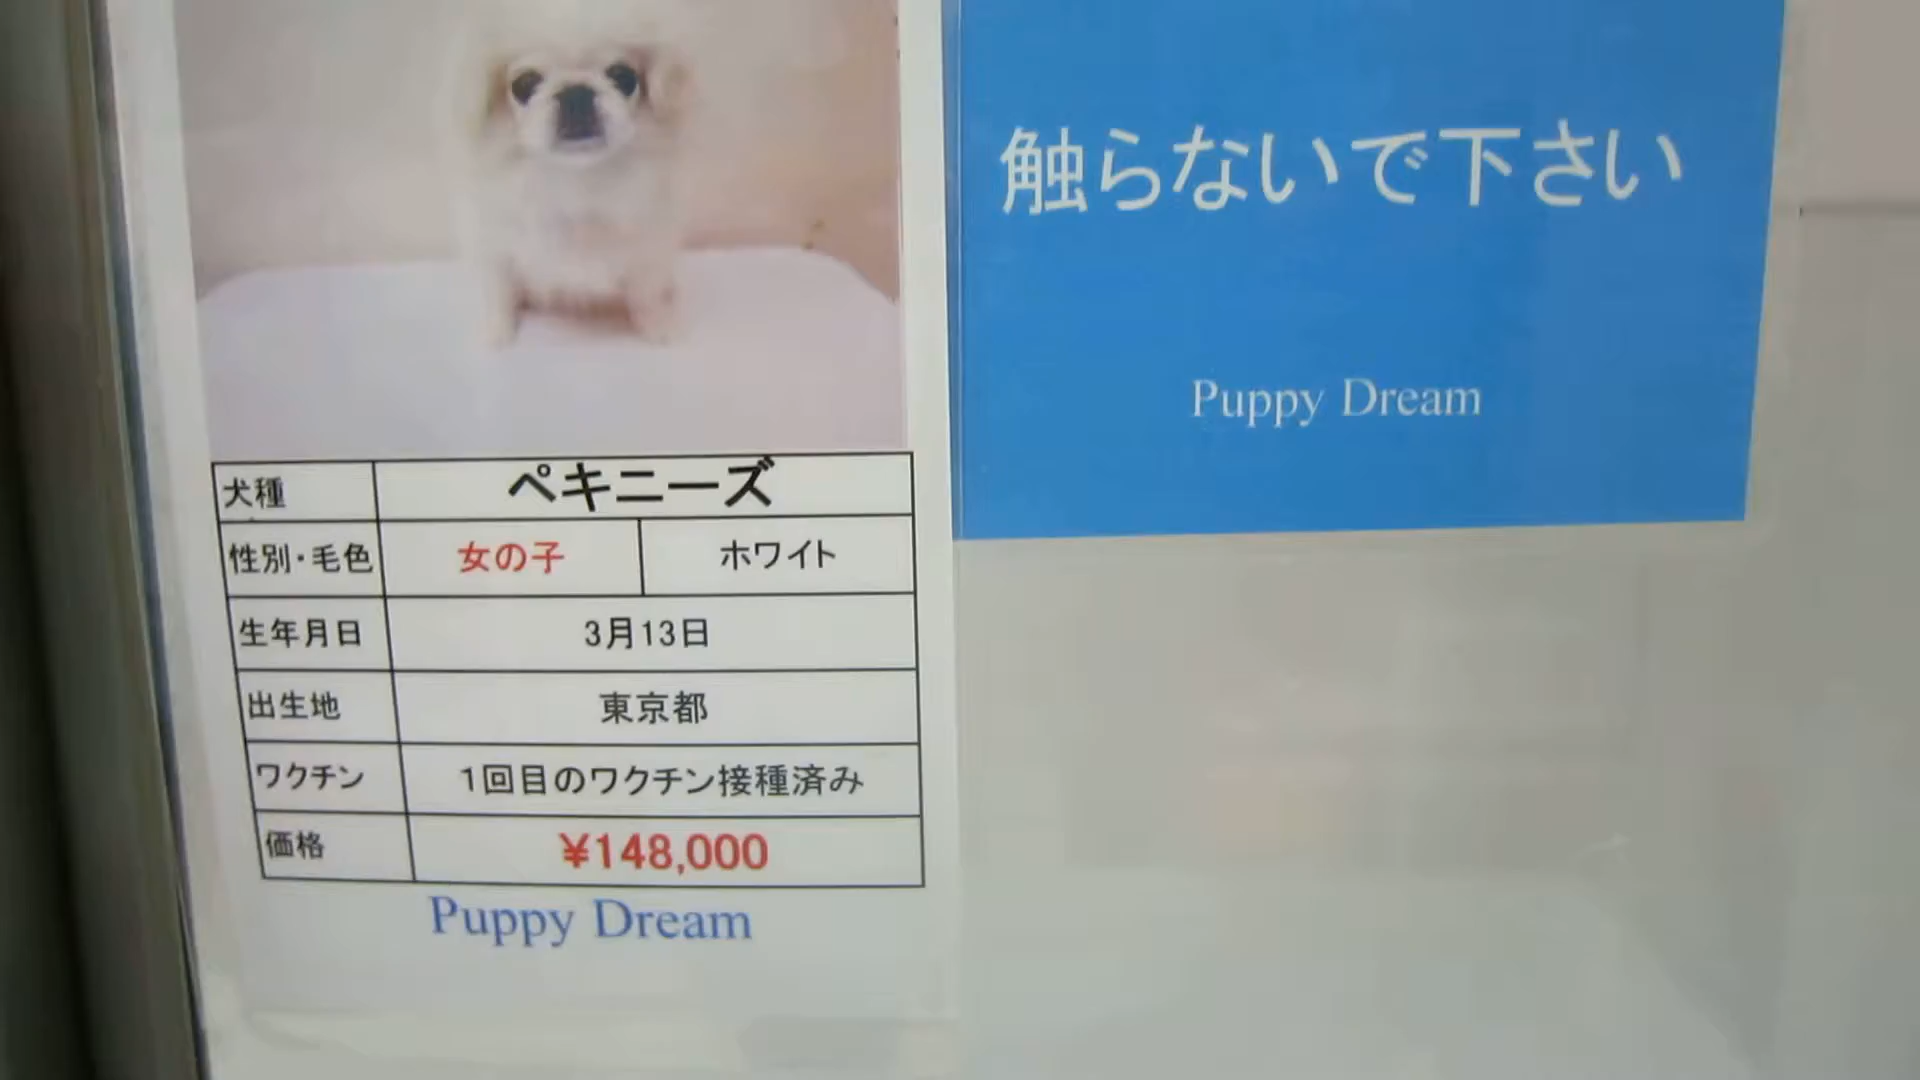 触らないで下さい
Puppy Dream
犬種 ペキニーズ
性別・毛色 女の子 ホワイト
生年月日 3月13日
出生地 東京都
ワクチン 1回目のワクチン接種済み
価格 ¥148,000
Puppy Dream